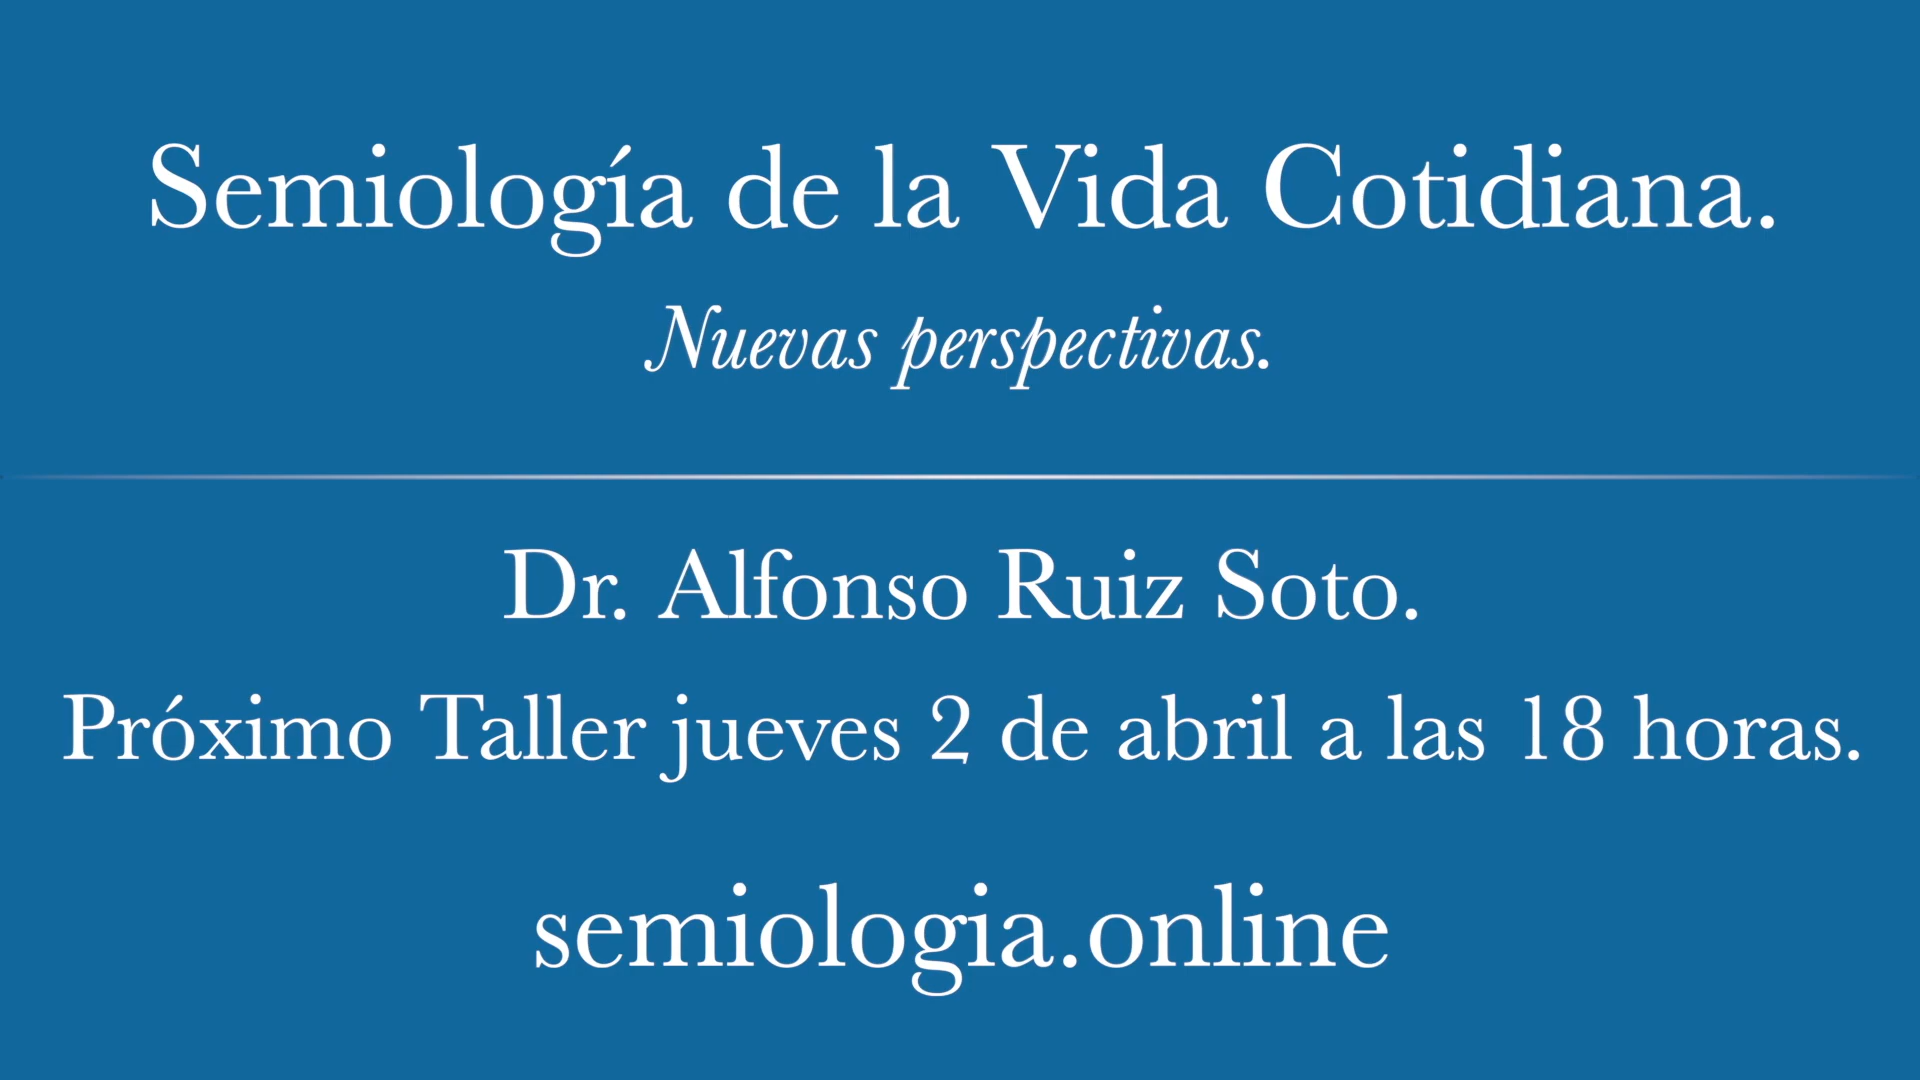 Semiología de la Vida Cotidiana.
Nuevas perspectivas.
Dr. Alfonso Ruiz Soto.
Próximo Taller jueves 2 de abril a las 18 horas.
semiologia.online